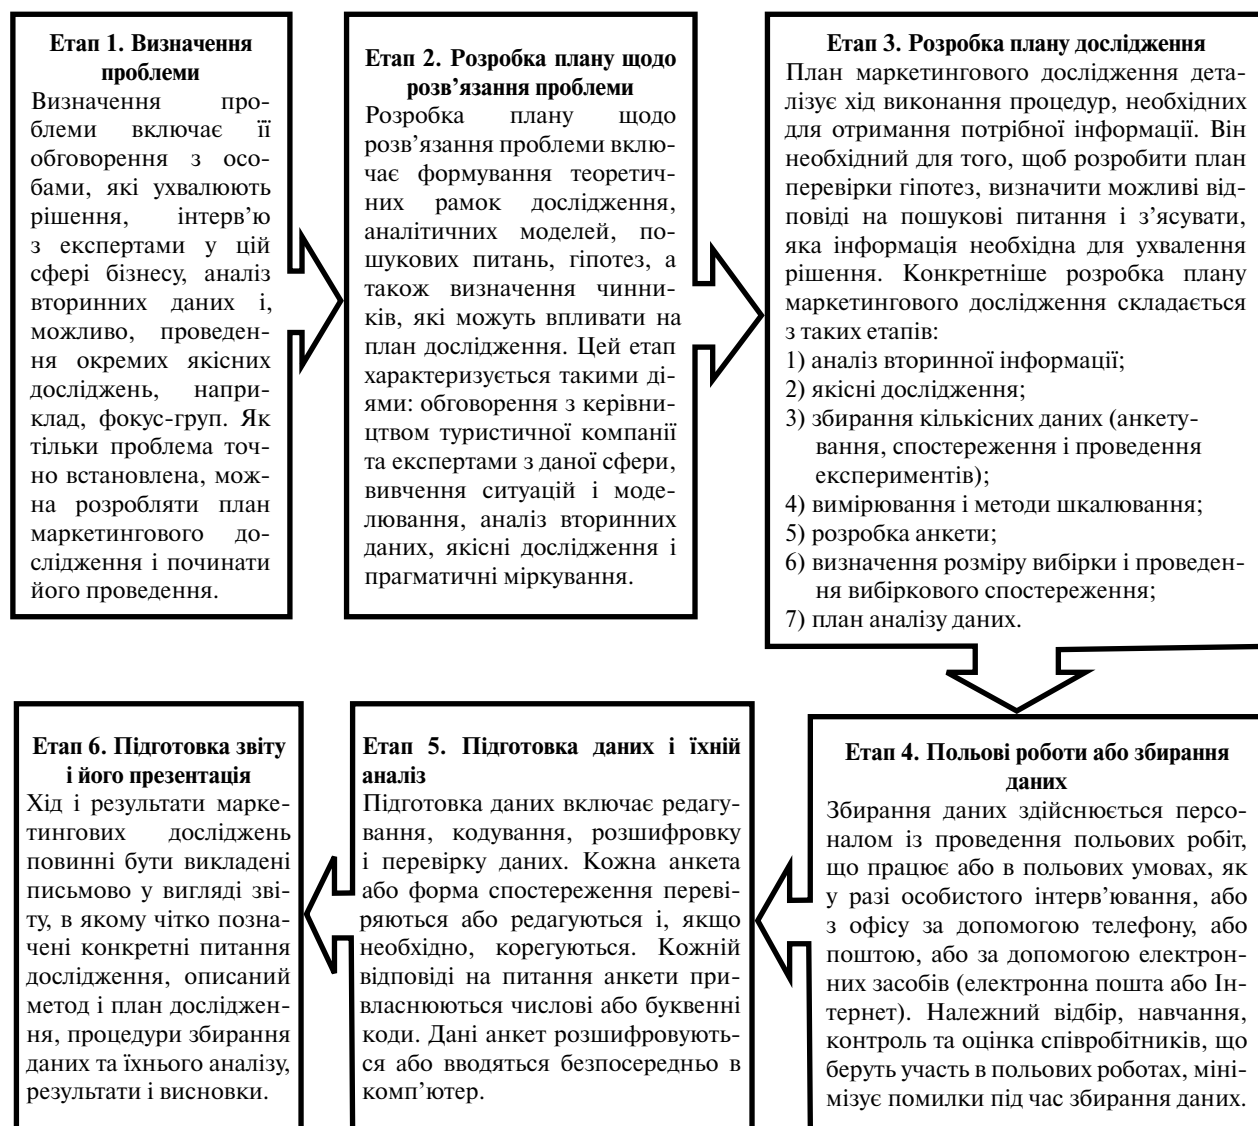 Етап 1. Визначення
проблеми
Визначення про-
блеми включає її
обговорення з осо-
бами, які ухвалюють
рішення, інтерв’ю
з експертами у цій
сфері бізнесу, аналіз
вторинних даних і,
можливо, проведен-
ня окремих якісних
досліджень, напри-
клад, фокус-груп. Як
тільки проблема точ-
но встановлена, мож-
на розробляти план
маркетингового до-
слідження і починати
його проведення.
Етап 2. Розробка плану щодо
розв’язання проблеми
Розробка плану щодо
розв’язання проблеми вклю-
чає формування теоретич-
них рамок дослідження,
аналітичних моделей, по-
шукових питань, гіпотез, а
також визначення чинни-
ків, які можуть впливати на
план дослідження. Цей етап
характеризується такими ді-
ями: обговорення з керівни-
цтвом туристичної компанії
та експертами з даної сфери,
вивчення ситуацій і моде-
лювання, аналіз вторинних
даних, якісні дослідження і
прагматичні міркування.
Етап 3. Розробка плану дослідження
План маркетингового дослідження дета-
лізує хід виконання процедур, необхідних
для отримання потрібної інформації. Він
необхідний для того, щоб розробити план
перевірки гіпотез, визначити можливі від-
повіді на пошукові питання і з’ясувати,
яка інформація необхідна для ухвалення
рішення. Конкретніше розробка плану
маркетингового дослідження складається
з таких етапів:
1) аналіз вторинної інформації;
2) якісні дослідження;
3) збирання кількісних даних (анкету-
вання, спостереження і проведення
експериментів);
4) вимірювання і методи шкалювання;
5) розробка анкети;
6) визначення розміру вибірки і проведен-
ня вибіркового спостереження;
7) план аналізу даних.
Етап 4. Польові роботи або збирання
даних
Збирання даних здійснюється персо-
налом із проведення польових робіт,
що працює або в польових умовах, як
у разі особистого інтерв’ювання, або
з офісу за допомогою телефону, або
поштою, або за допомогою електрон-
них засобів (електронна пошта або Ін-
тернет). Належний відбір, навчання,
контроль та оцінка співробітників, що
беруть участь в польових роботах, міні-
мізує помилки під час збирання даних.
Етап 5. Підготовка даних і їхній
аналіз
Підготовка даних включає редагу-
вання, кодування, розшифровку
і перевірку даних. Кожна анкета
або форма спостереження переві-
ряються або редагуються і, якщо
необхідно, корегуються. Кожній
відповіді на питання анкети при-
власнюються числові або буквенні
коди. Дані анкет розшифровують-
ся або вводяться безпосередньо в
комп’ютер.
Етап 6. Підготовка звіту
і його презентація
Хід і результати марке-
тингових досліджень
повинні бути викладені
письмово у вигляді зві-
ту, в якому чітко позна-
чені конкретні питання
дослідження, описаний
метод і план дослідження-
ня, процедури збирання
даних та їхнього аналізу,
результати і висновки.